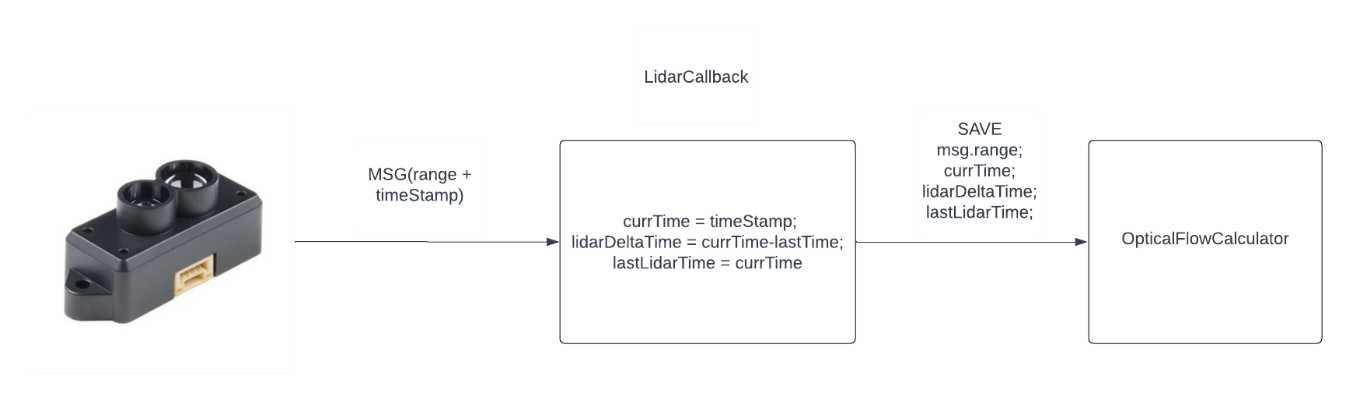 LidarCallback
MSG(range +
timeStamp)
currTime = timeStamp;
lidarDeltaTime = currTime-lastTime;
lastLidarTime = currTime
SAVE
msg.range;
currTime;
lidarDeltaTime;
lastLidarTime;
OpticalFlowCalculator